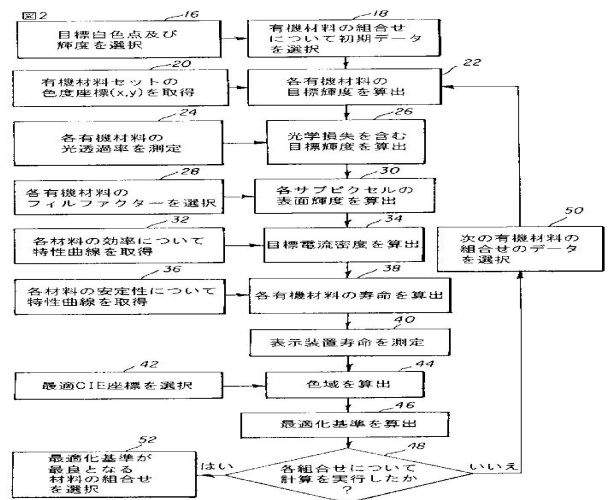 図2
16
目標白色点及び
輝度を選択
18
有機材料の組合せ
について初期データ
を選択
20
有機材料セットの
色度座標(x,y)を取得
22
各有機材料の
目標輝度を算出
24
各有機材料の
光透過率を測定
26
光学損失を含む
目標輝度を算出
28
各有機材料の
フィルファクターを選択
30
各サブピクセルの
表面輝度を算出
32
各材料の効率について
特性曲線を取得
34
目標電流密度を算出
36
各材料の安定性について
特性曲線を取得
38
各有機材料の寿命を算出
40
表示装置寿命を測定
42
最適CIE座標を選択
44
色域を算出
46
最適化基準を算出
48
各組合せについて
計算を実行したか
?
はい
いいえ
50
次の有機材料の
組合せのデータ
を選択
52
最適化基準が
最良となる
材料の組合せ
を選択